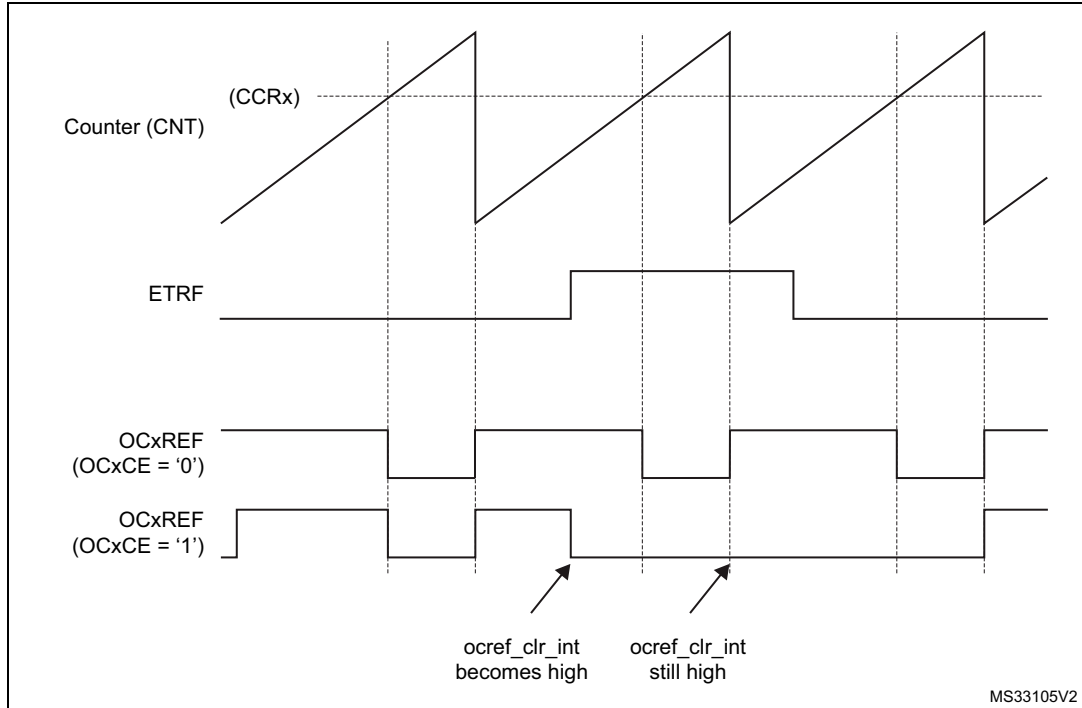 (CCRx)
Counter (CNT)
ETRF
OCxREF
(OCxCE = ‘0’)
OCxREF
(OCxCE = ‘1’)
ocref_clr_int
becomes high
ocref_clr_int
still high
MS33105V2